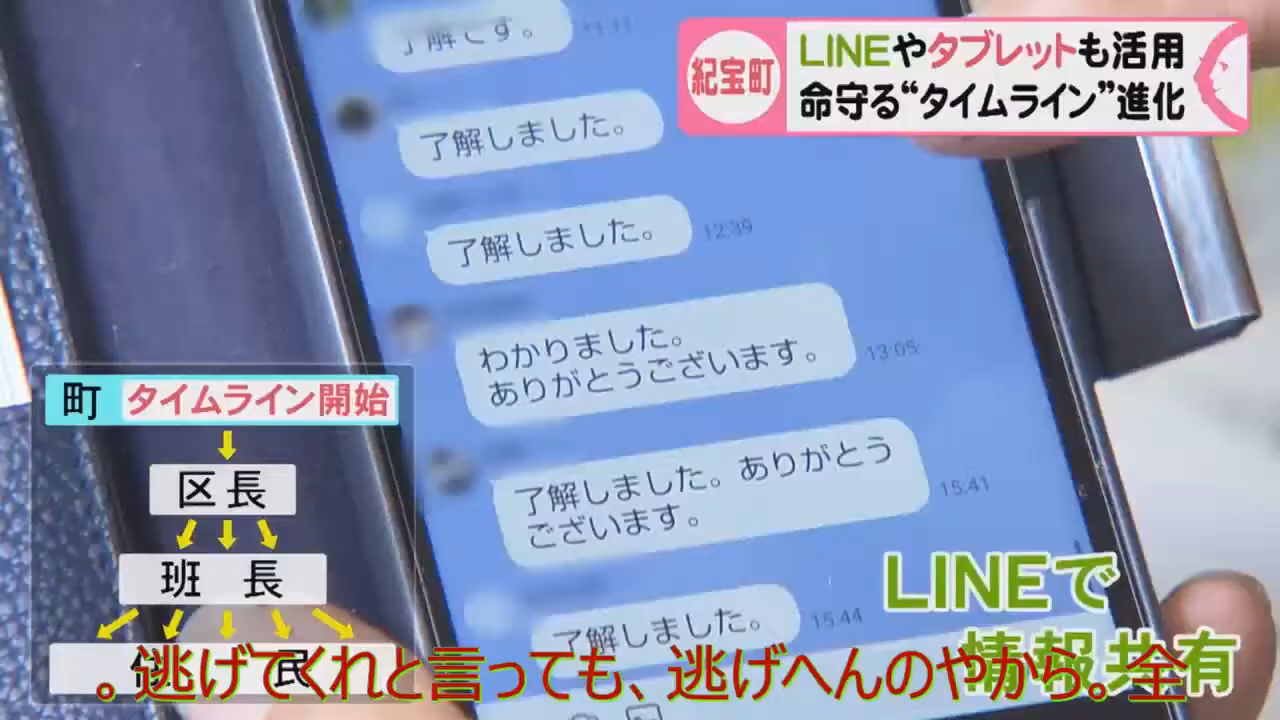 紀宝町
LINEやタブレットも活用
命守る“タイムライン”進化
了解しました。
了解しました。
12:39
わかりました。
ありがとうございます。
13:05
了解しました。ありがとう
ございます。
15:41
了解しました。
15:44
町 タイムライン開始
区長
班長
民
LINEで
情報共有
。逃げてくれと言っても、逃げへんのやから。全